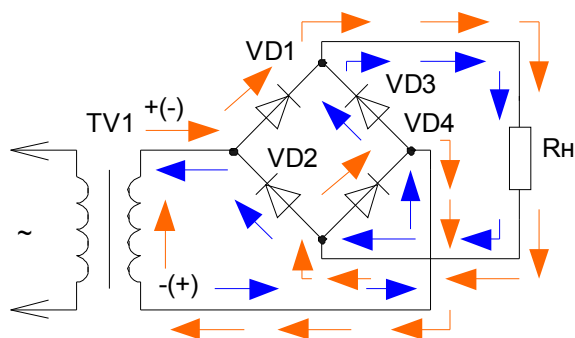 VD1
+(-)
VD3
TV1
VD4
VD2
Rн
~
-(+)